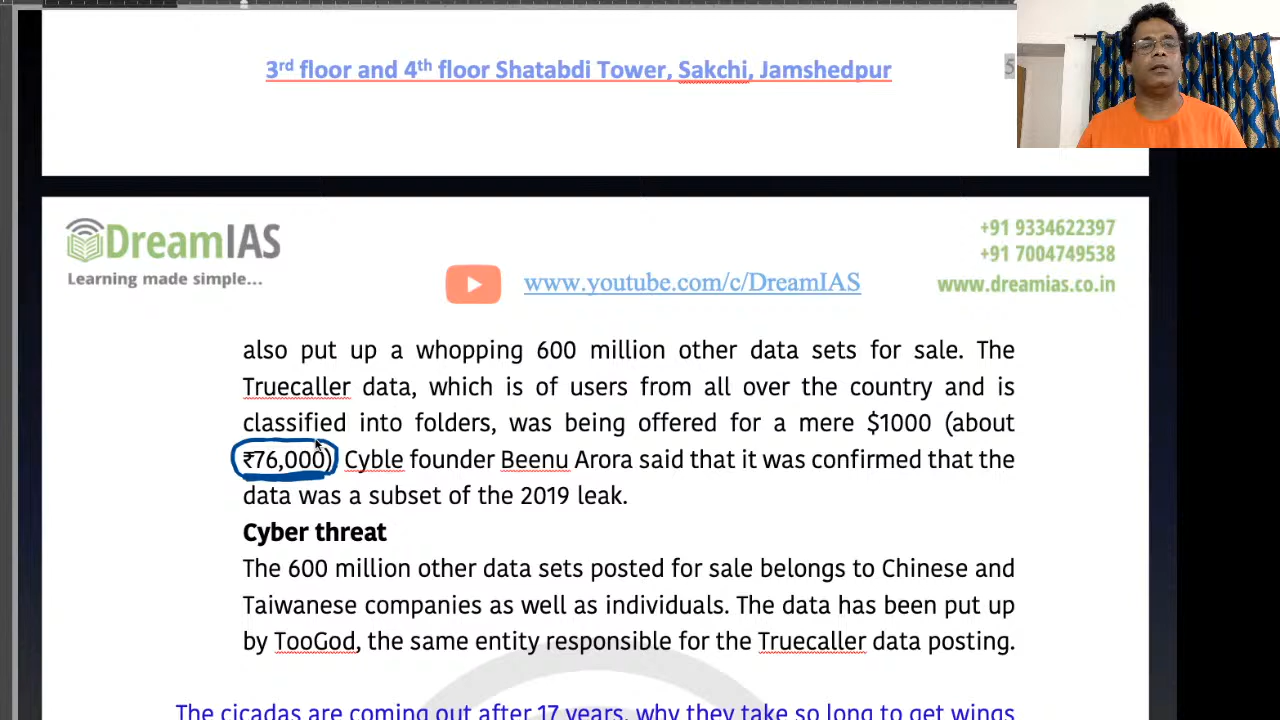 3rd floor and 4th floor Shatabdi Tower, Sakchi, Jamshedpur
5
DreamIAS
Learning made simple...
www.youtube.com/c/DreamIAS
+91 9334622397
+91 7004749538
www.dreamias.co.in
also put up a whopping 600 million other data sets for sale. The
Truecaller data, which is of users from all over the country and is
classified into folders, was being offered for a mere $1000 (about
₹76,000) Cyble founder Beenu Arora said that it was confirmed that the
data was a subset of the 2019 leak.
Cyber threat
The 600 million other data sets posted for sale belongs to Chinese and
Taiwanese companies as well as individuals. The data has been put up
by TooGod, the same entity responsible for the Truecaller data posting.
The cicadas are coming out after 17 years, why they take so long to get wings